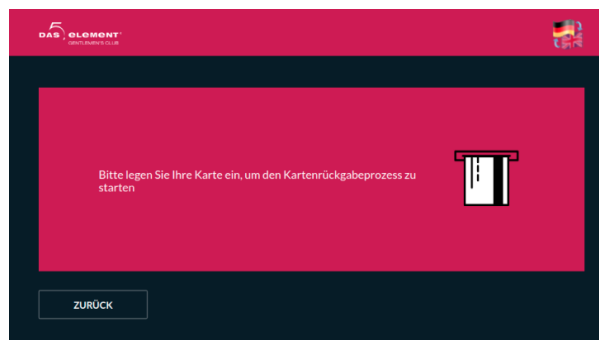 DAS 5. element
GENTLEMEN'S CLUB
Bitte legen Sie Ihre Karte ein, um den Kartenrückgabeprozess zu
starten
ZURÜCK